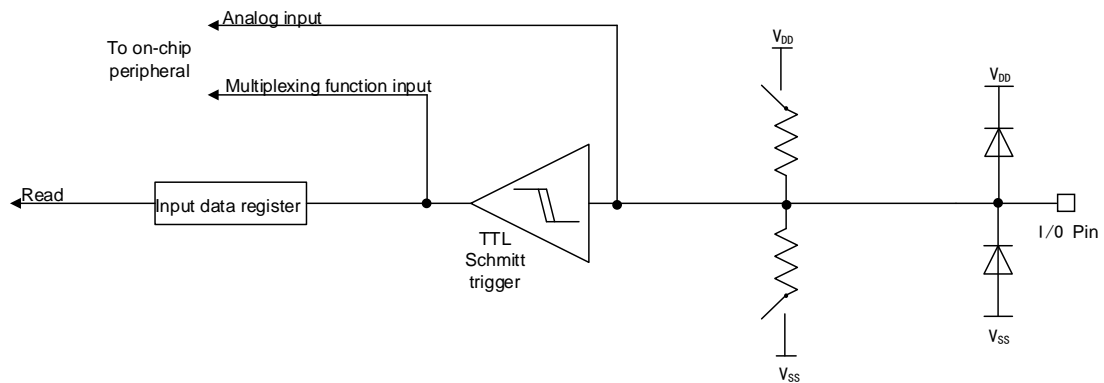 Analog input
To on-chip
peripheral
Multiplexing function input
Read
Input data register
TTL
Schmitt
trigger
VDD
VSS
VDD
VSS
I/O Pin